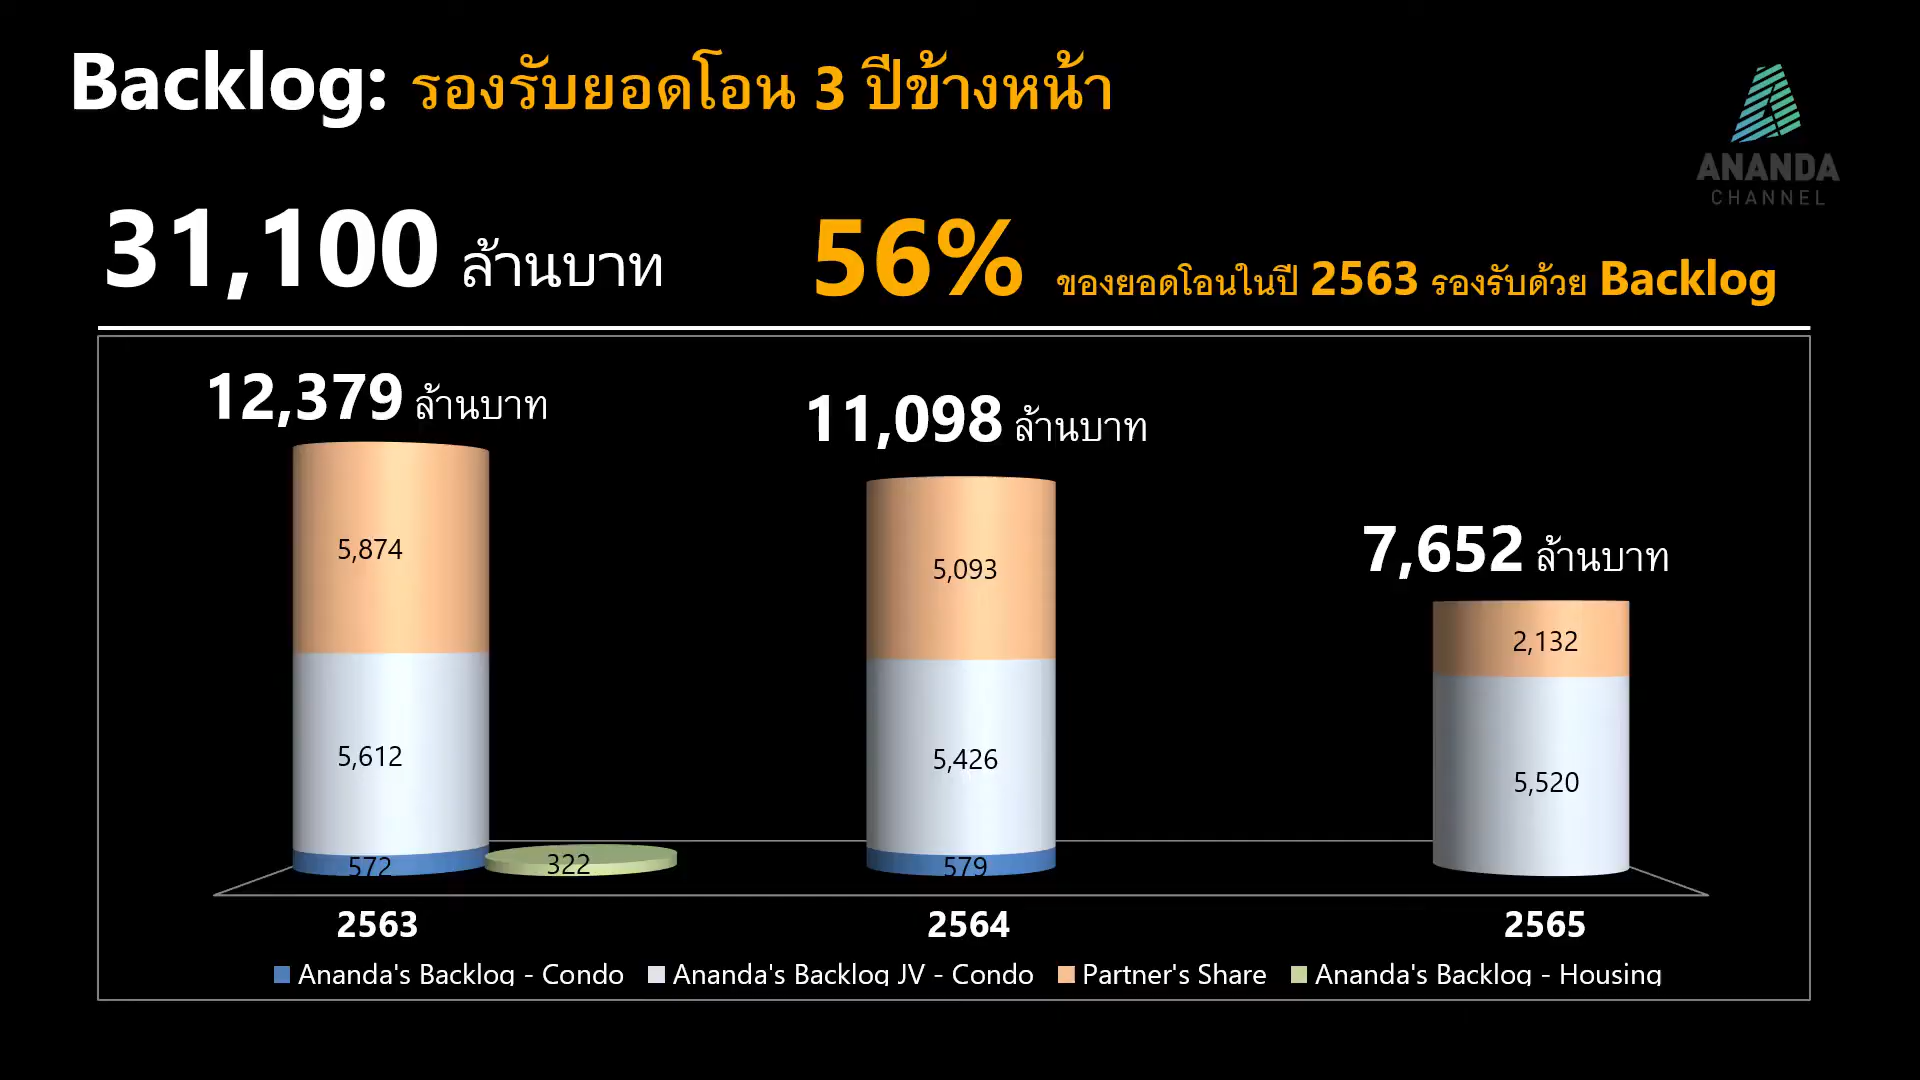 Backlog: รองรับยอดโอน 3 ปีข้างหน้า
ANANDA
CHANNEL
31,100 ล้านบาท
56% ของยอดโอนในปี 2563 รองรับด้วย Backlog
12,379 ล้านบาท
11,098 ล้านบาท
7,652 ล้านบาท
5,874
5,093
2,132
5,612
5,426
5,520
572
322
579
2563
2564
2565
Ananda's Backlog - Condo
Ananda's Backlog JV - Condo
Partner's Share
Ananda's Backlog - Housing